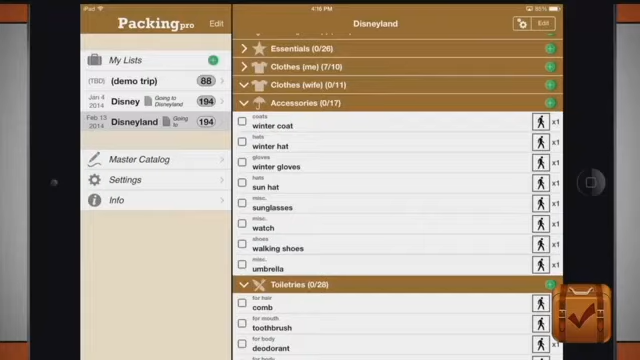 iPad
4:16 PM
85%
Packingpro
Edit
My Lists
(TBD)
(demo trip)
88
Jan 4
2014
Disney
Going to
Disneyland
194
Feb 13
2014
Disneyland
Going
to
194
Master Catalog
Settings
Info
Disneyland
Edit
Essentials (0/26)
Clothes (me) (7/10)
Clothes (wife) (0/11)
Accessories (0/17)
coats
winter coat
x1
hats
winter hat
x1
gloves
winter gloves
x1
hats
sun hat
x1
misc.
sunglasses
x1
misc.
watch
x1
shoes
walking shoes
x1
misc.
umbrella
x1
Toiletries (0/28)
for hair
comb
for mouth
toothbrush
for body
deodorant
for body